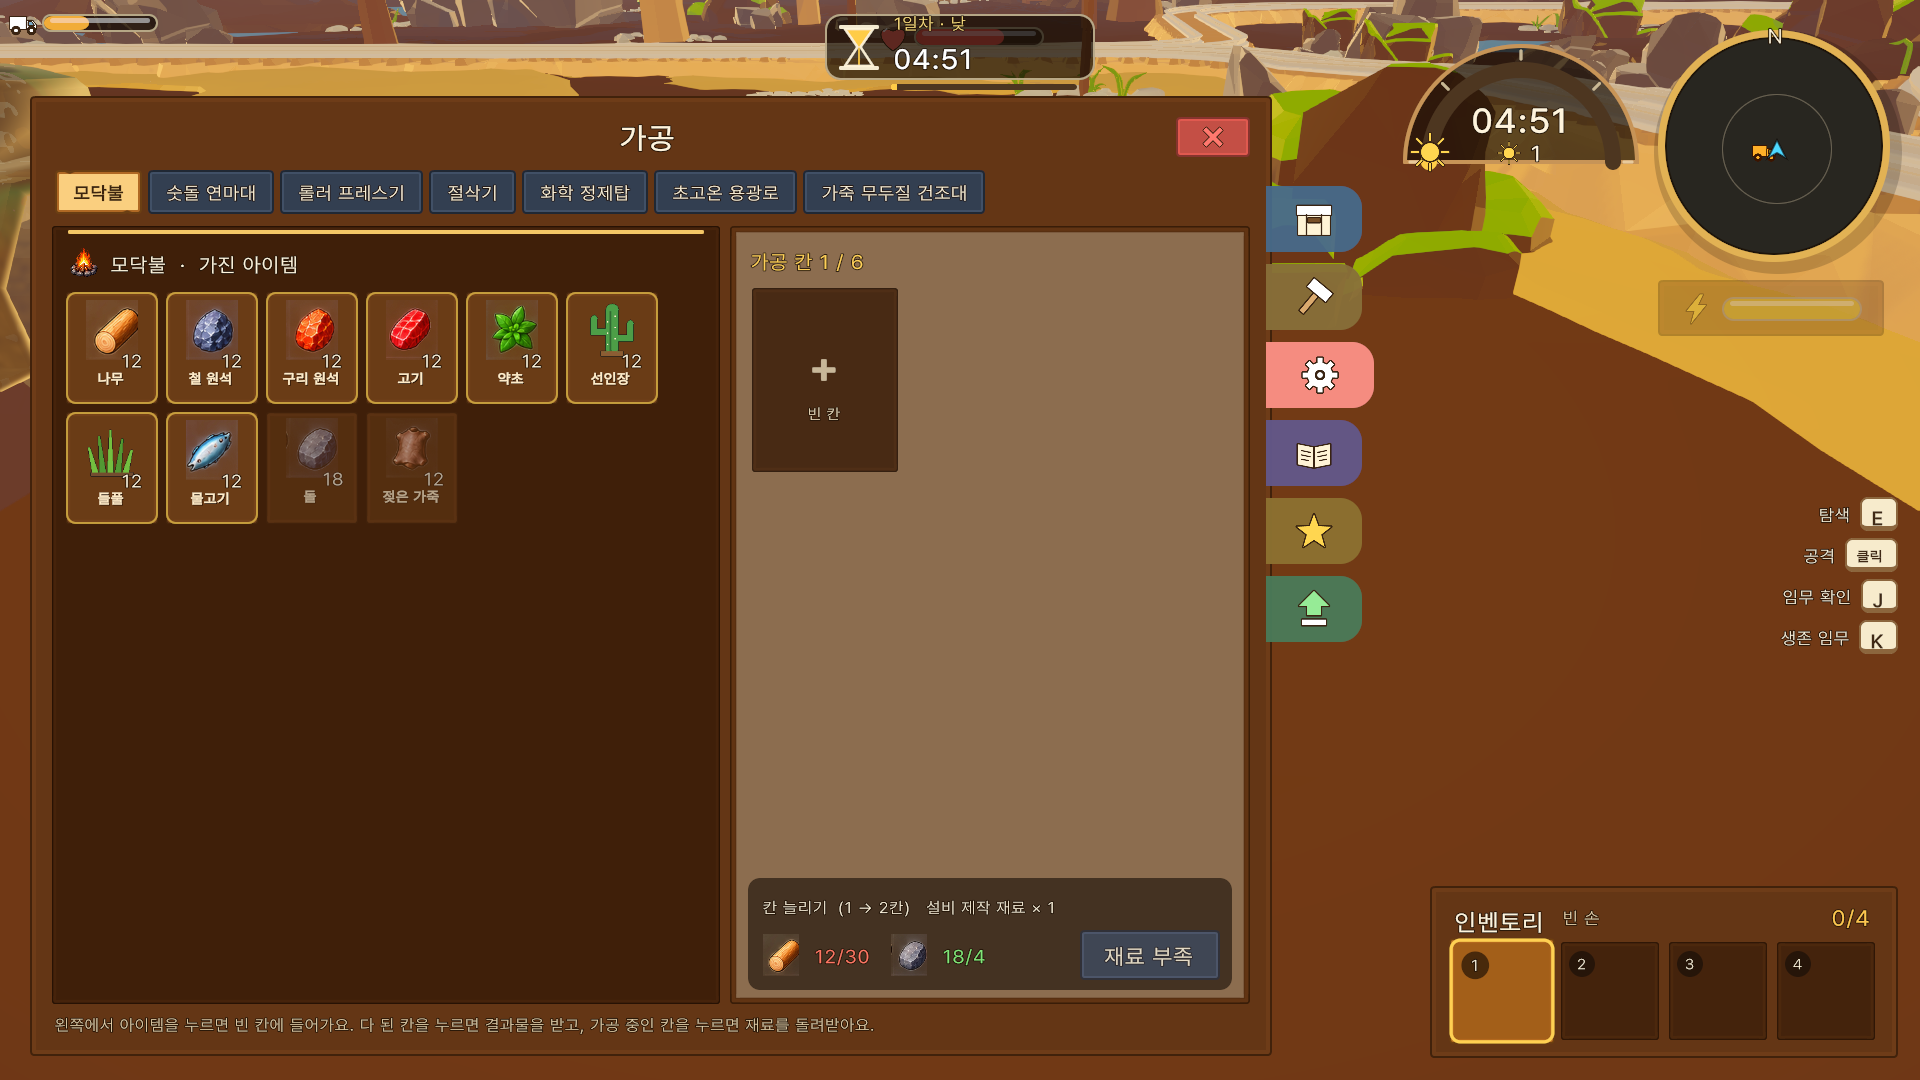 1일차 · 낮
04:51
N
04:51
1
가공
모닥불
숫돌 연마대
롤러 프레스기
절삭기
화학 정제탑
초고온 용광로
가죽 무두질 건조대
모닥불 · 가진 아이템
12 나무
12 철 원석
12 구리 원석
12 고기
12 약초
12 선인장
12 들풀
12 물고기
18 돌
12 젖은 가죽
가공 칸 1 / 6
+
빈 칸
칸 늘리기 (1 → 2칸) 설비 제작 재료 × 1
12/30
18/4
재료 부족
왼쪽에서 아이템을 누르면 빈 칸에 들어가요. 다 된 칸을 누르면 결과물을 받고, 가공 중인 칸을 누르면 재료를 돌려받아요.
탐색 E
공격 클릭
임무 확인 J
생존 임무 K
인벤토리 빈 손 0/4
1 2 3 4